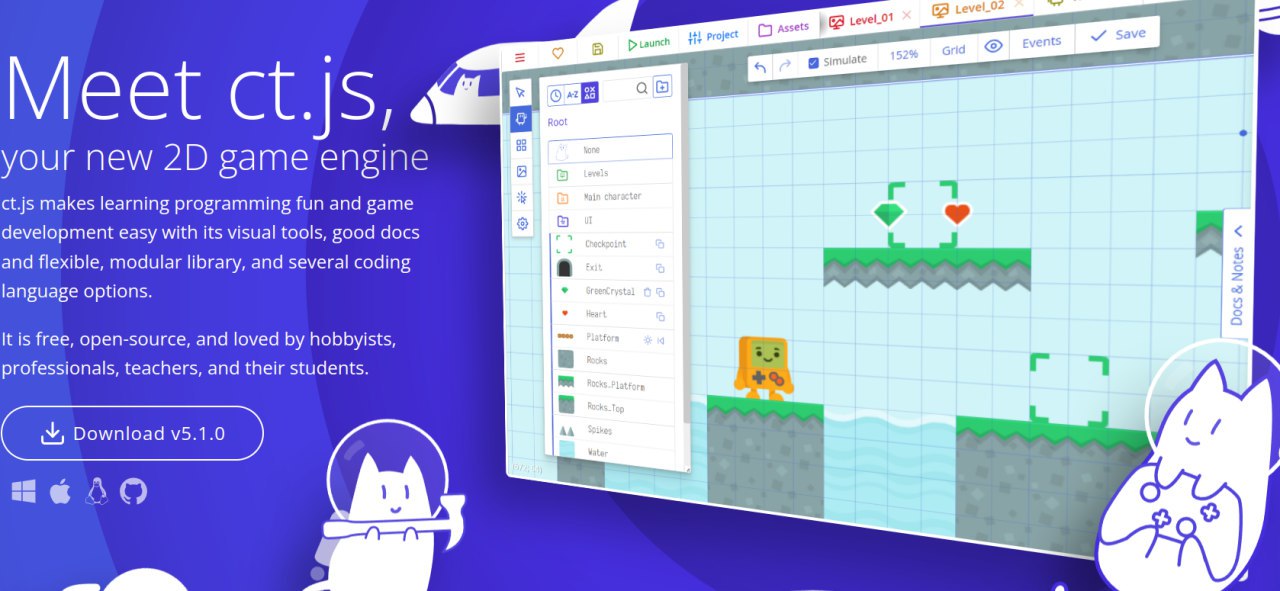 Meet ct.js,
your new 2D game engine
ct.js makes learning programming fun and game
development easy with its visual tools, good docs
and flexible, modular library, and several coding
language options.
It is free, open-source, and loved by hobbyists,
professionals, teachers, and their students.
Download v5.1.0
Launch
Project
Assets
Level_01
Level_02
Simulate
152%
Grid
Events
Save
A-Z
Root
None
Levels
Main character
UI
Checkpoint
Exit
GreenCrystal
Heart
Platform
Rocks
Rocks_Platform
Rocks_Top
Spikes
Water
Docs & Notes